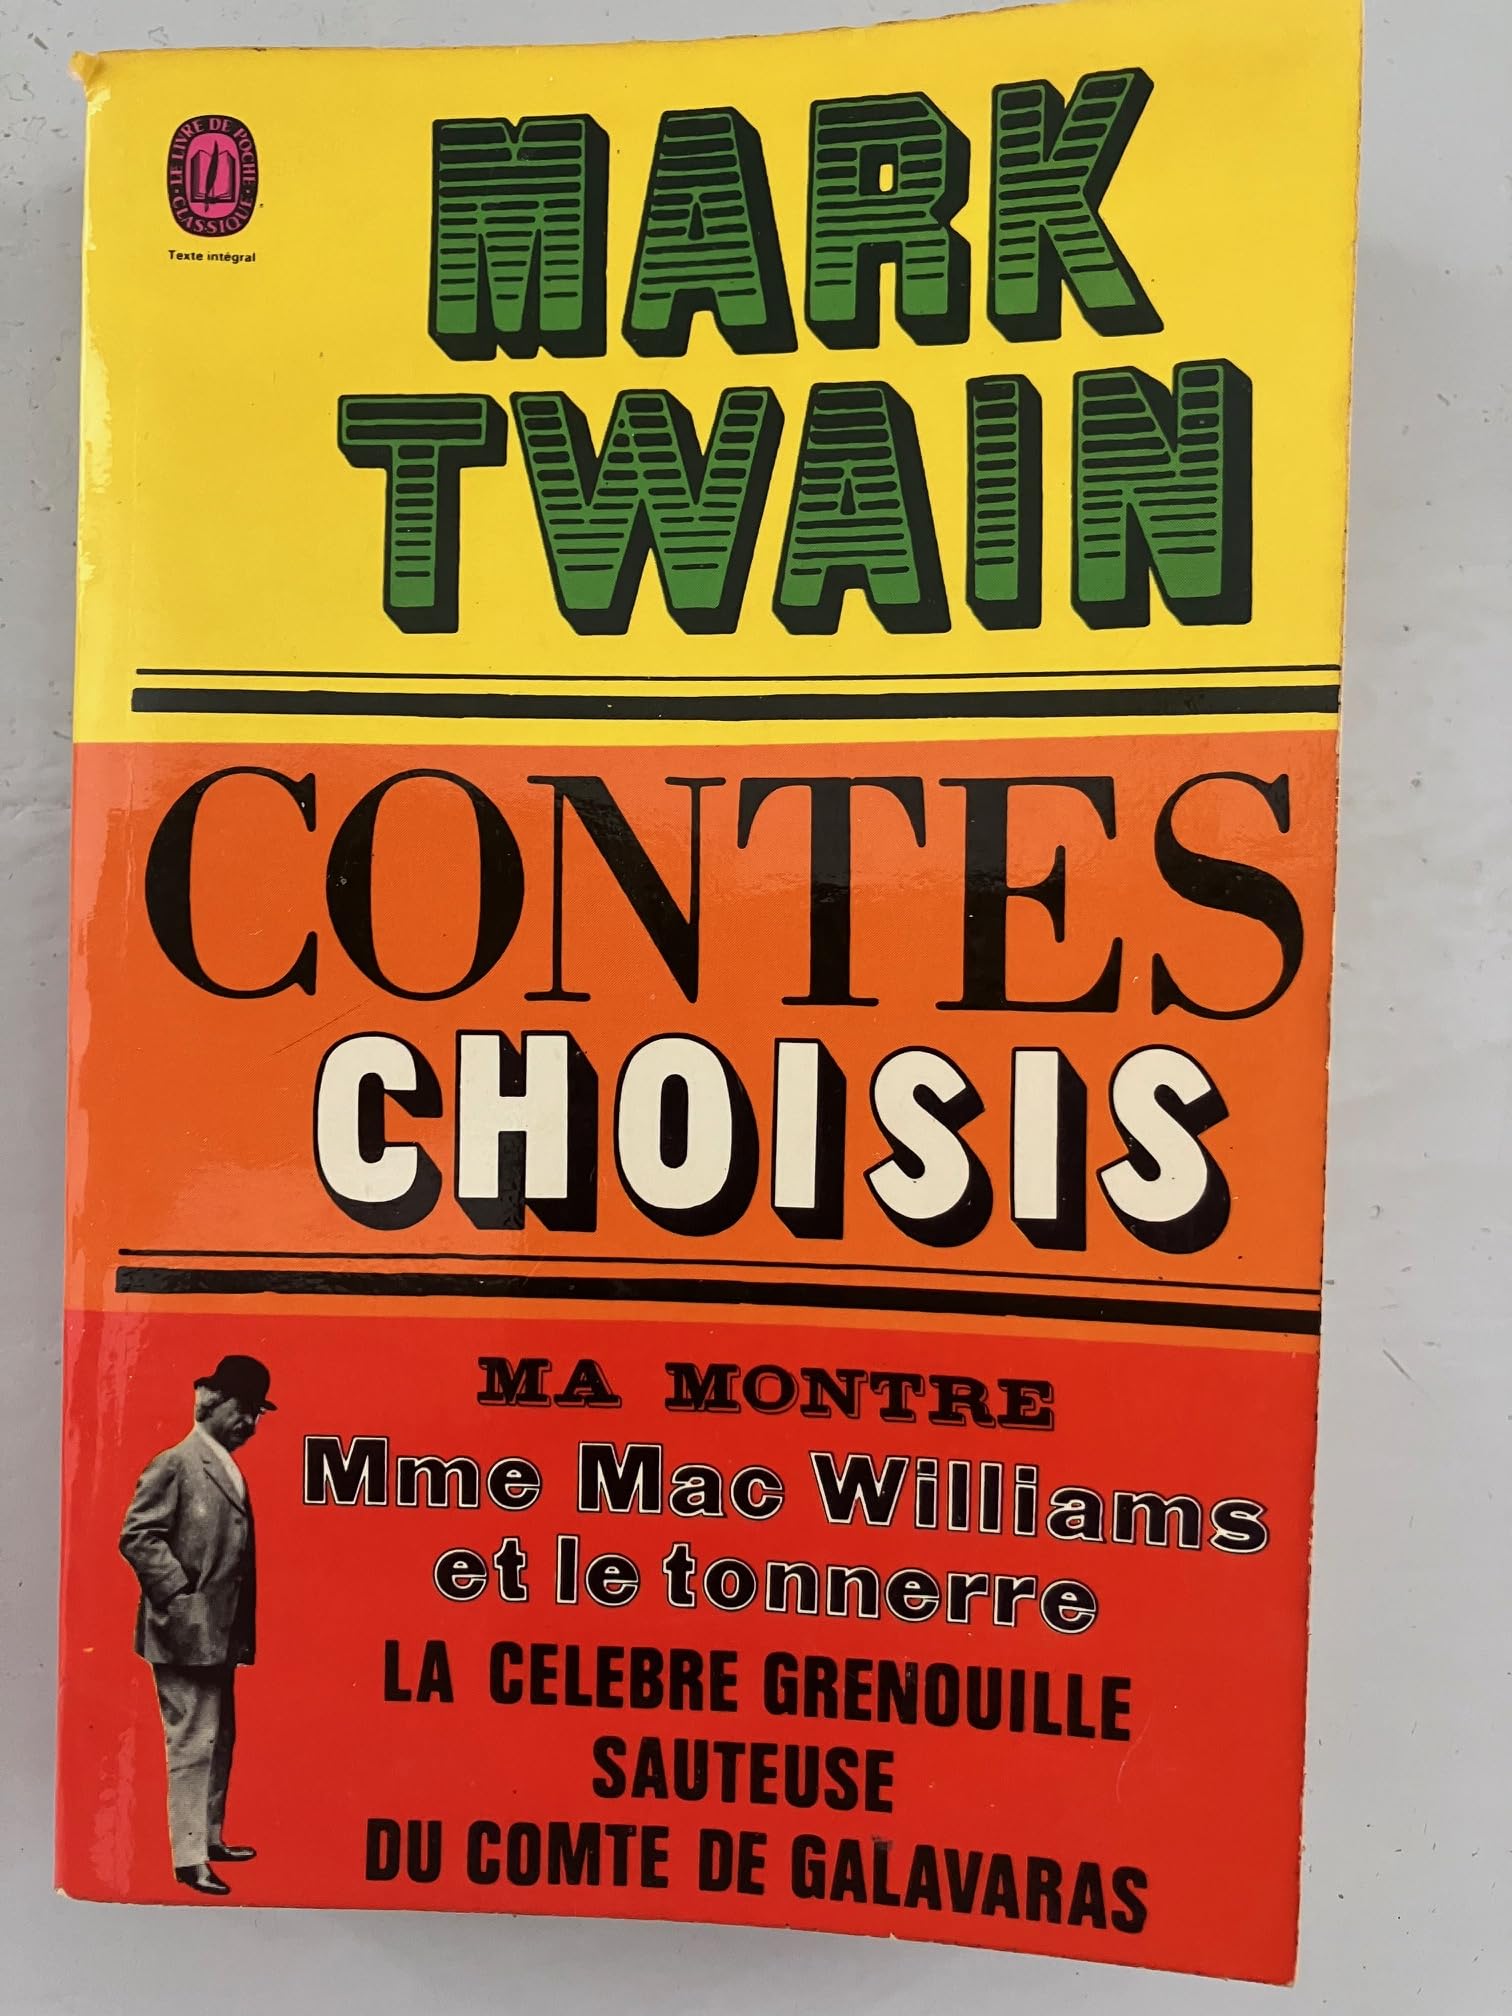 LE LIVRE DE POCHE
CLASSIQUE
Texte intégral
MARK
TWAIN
CONTES
CHOISIS
MA MONTRE
Mme Mac Williams
et le tonnerre
LA CELEBRE GRENOUILLE
SAUTEUSE
DU COMTE DE GALAVARAS